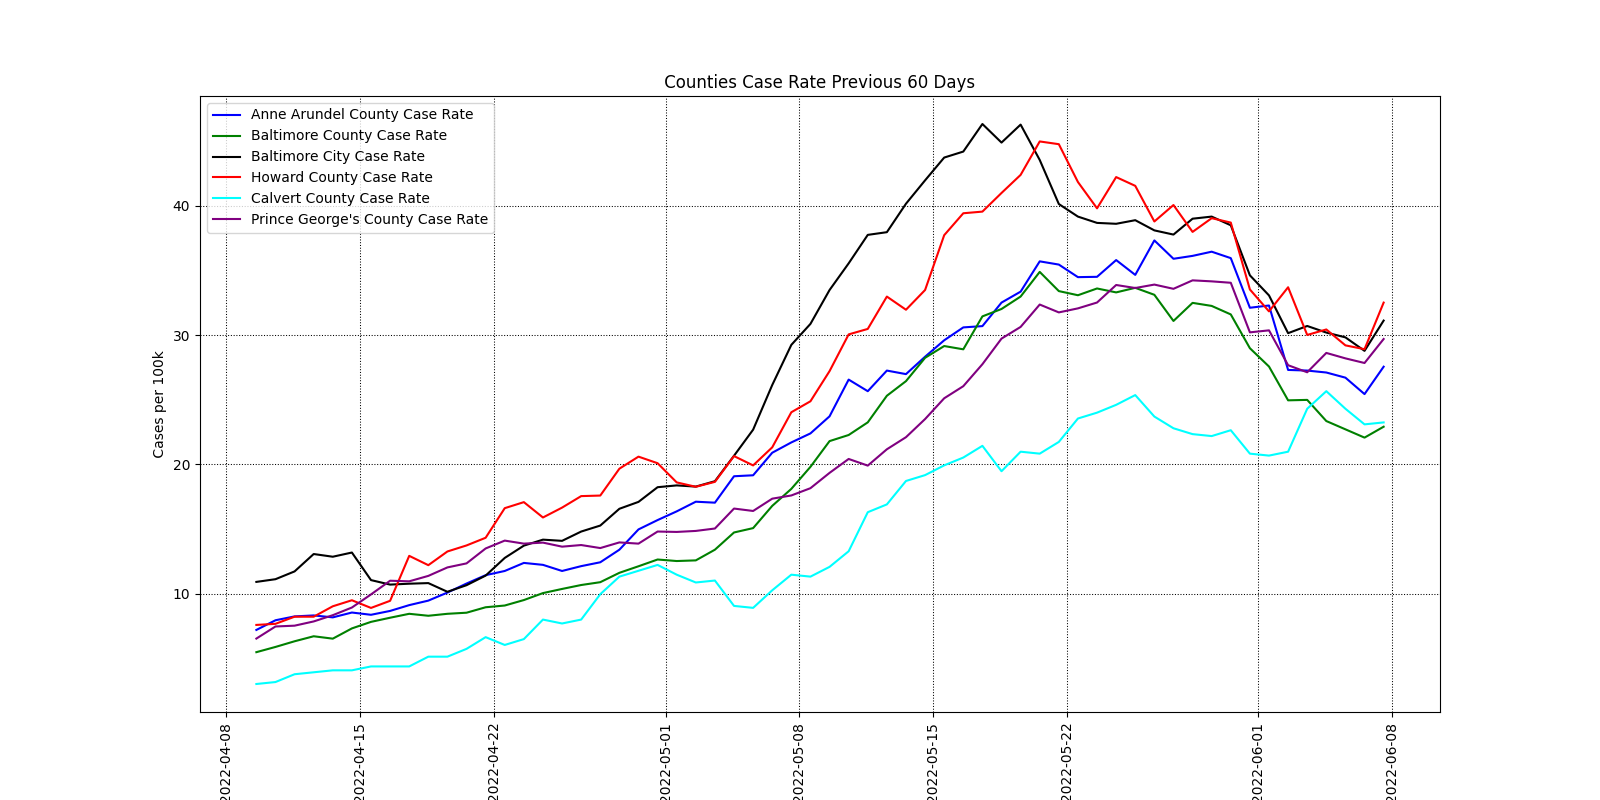 Counties Case Rate Previous 60 Days
Anne Arundel County Case Rate
Baltimore County Case Rate
Baltimore City Case Rate
Howard County Case Rate
Calvert County Case Rate
Prince George's County Case Rate
Cases per 100k
40
30
20
10
2022-04-08
2022-04-15
2022-04-22
2022-05-01
2022-05-08
2022-05-15
2022-05-22
2022-06-01
2022-06-08